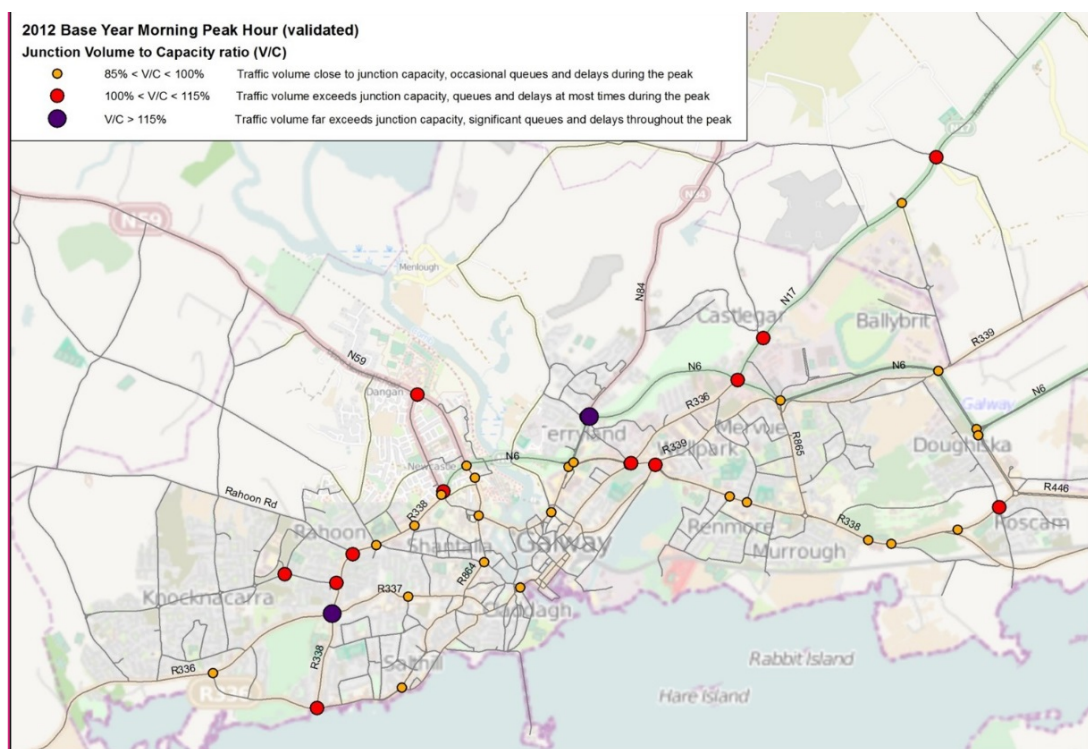 2012 Base Year Morning Peak Hour (validated)
Junction Volume to Capacity ratio (V/C)
85% < V/C < 100% Traffic volume close to junction capacity, occasional queues and delays during the peak
100% < V/C < 115% Traffic volume exceeds junction capacity, queues and delays at most times during the peak
V/C > 115% Traffic volume far exceeds junction capacity, significant queues and delays throughout the peak
N17
N59
N84
Menlough
N84
N17
Castlegar
Ballybrit
R339
N59
N6
N6
Dangan
R336
N6
Galway
Terryland
Mervue
Doughiska
R339
Wellpark
R865
Newcastle
N6
Rahoon Rd
R338
R446
Rahoon
Shantalla
Galway
Renmore
R338
Roscam
Murrough
R864
Knocknacarra
R337
Claddagh
R338
Salthill
R336
R336
Rabbit Island
Hare Island